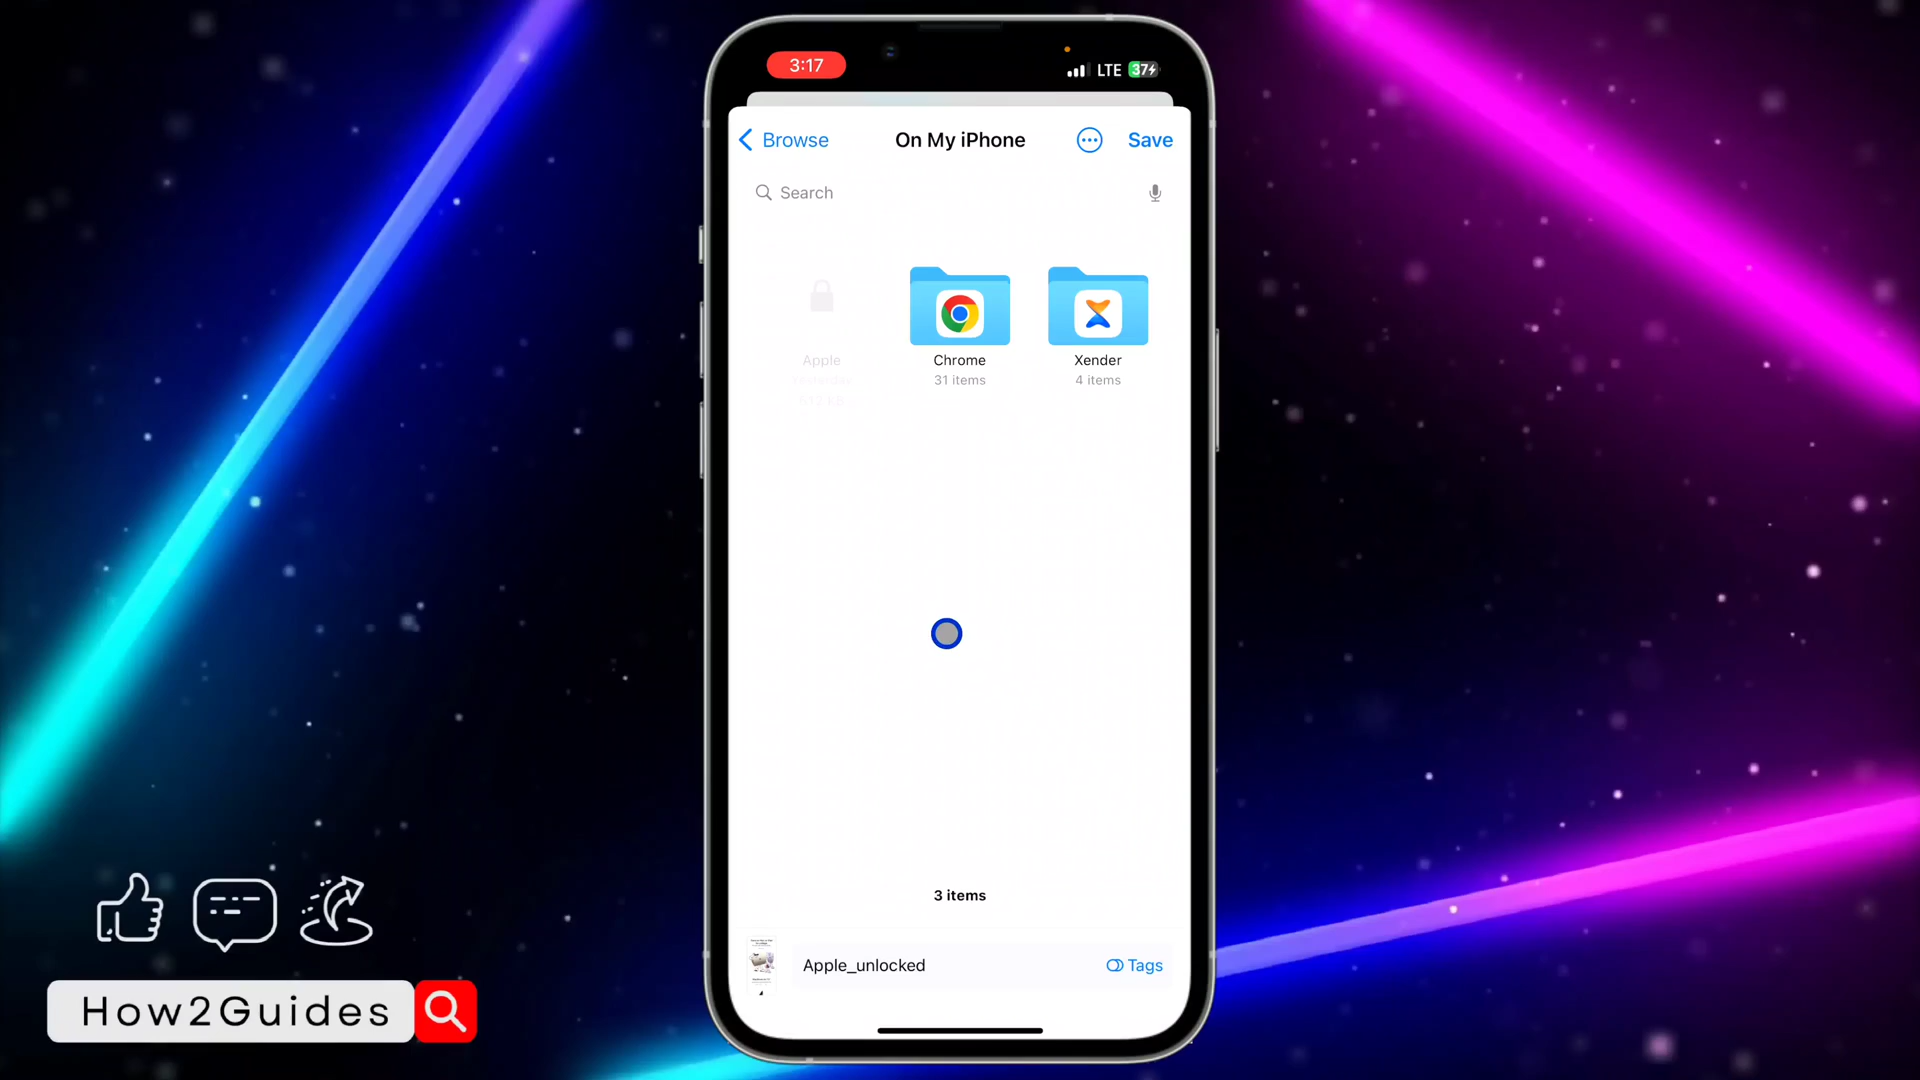 3:17
LTE 37
Browse
On My iPhone
Save
Search
Apple
Yesterday
Chrome
31 items
Xender
4 items
3 items
Apple_unlocked
Tags
How2Guides